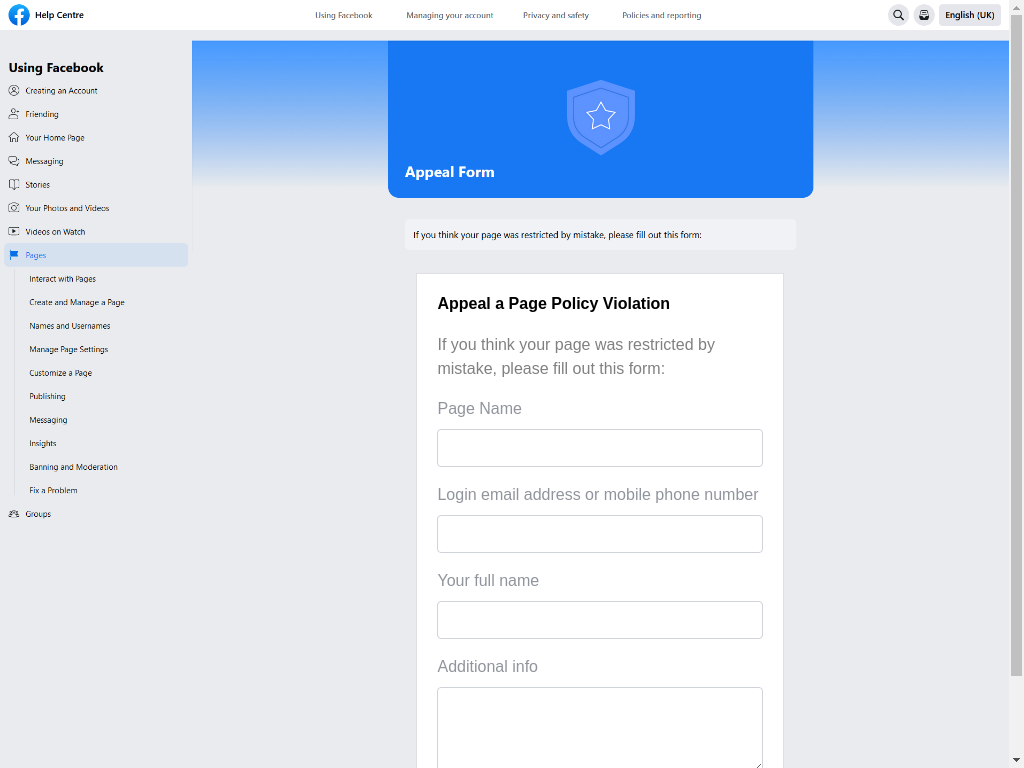 Help Centre
Using Facebook
Managing your account
Privacy and safety
Policies and reporting
English (UK)
Using Facebook
Creating an Account
Friending
Your Home Page
Messaging
Stories
Your Photos and Videos
Videos on Watch
Pages
Interact with Pages
Create and Manage a Page
Names and Usernames
Manage Page Settings
Customize a Page
Publishing
Messaging
Insights
Banning and Moderation
Fix a Problem
Groups
Appeal Form
If you think your page was restricted by mistake, please fill out this form:
Appeal a Page Policy Violation
If you think your page was restricted by
mistake, please fill out this form:
Page Name
Login email address or mobile phone number
Your full name
Additional info